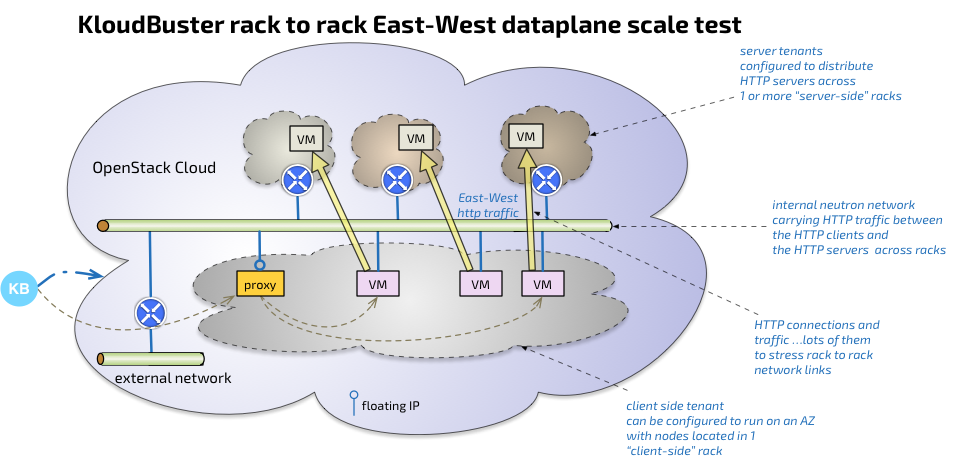 KloudBuster rack to rack East-West dataplane scale test
server tenants
configured to distribute
HTTP servers across
1 or more “server-side” racks
VM
VM
VM
OpenStack Cloud
East-West
http traffic
internal neutron network
carrying HTTP traffic between
the HTTP clients and
the HTTP servers across racks
KB
proxy
VM
VM
VM
HTTP connections and
traffic ...lots of them
to stress rack to rack
network links
external network
floating IP
client side tenant
can be configured to run on an AZ
with nodes located in 1
“client-side” rack